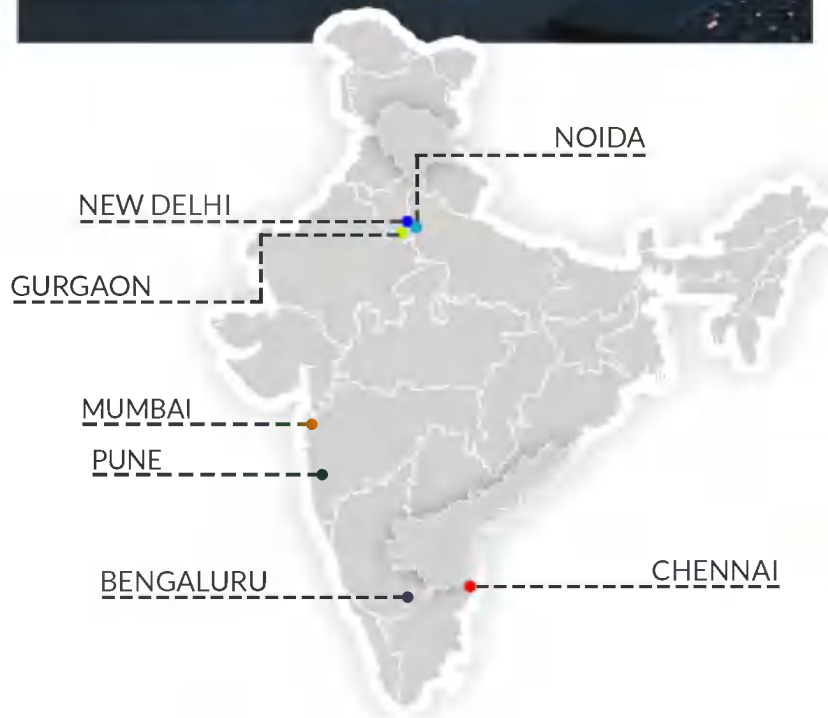 NOIDA
NEW DELHI
GURGAON
MUMBAI
PUNE
CHENNAI
BENGALURU